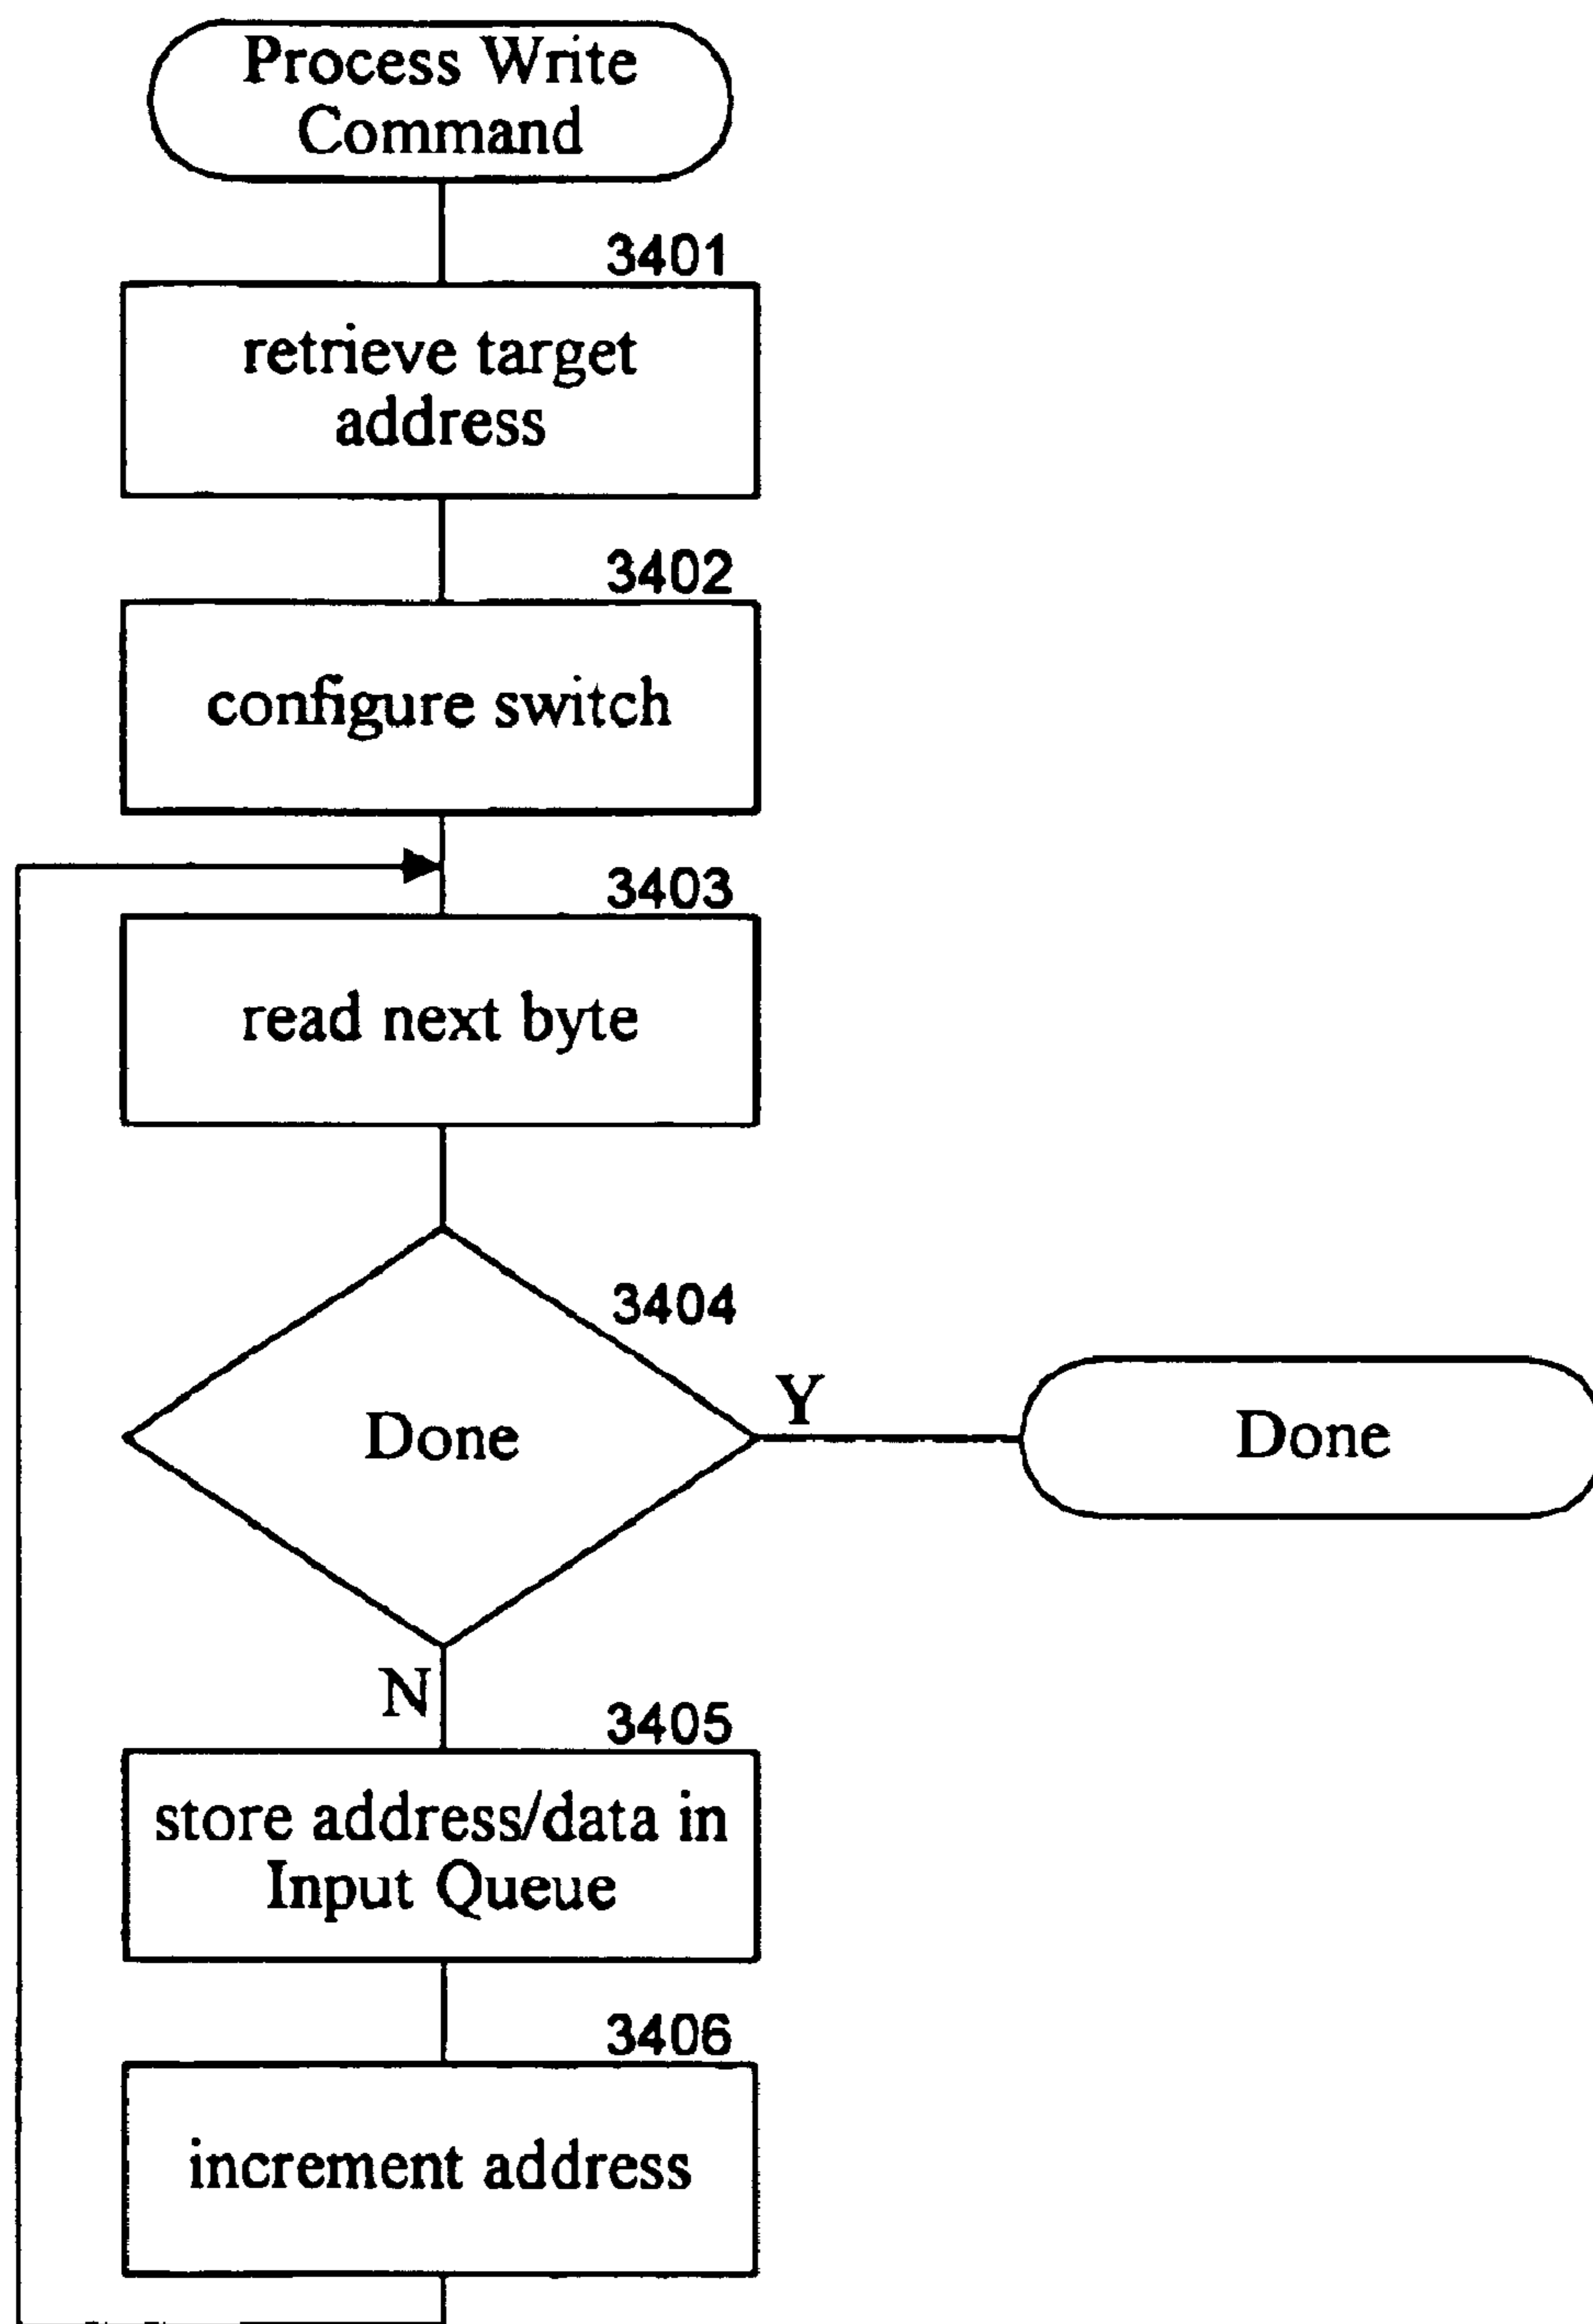 Process Write
Command
3401
retrieve target
address
3402
configure switch
3403
read next byte
3404
Done
Y
Done
N
3405
store address/data in
Input Queue
3406
increment address